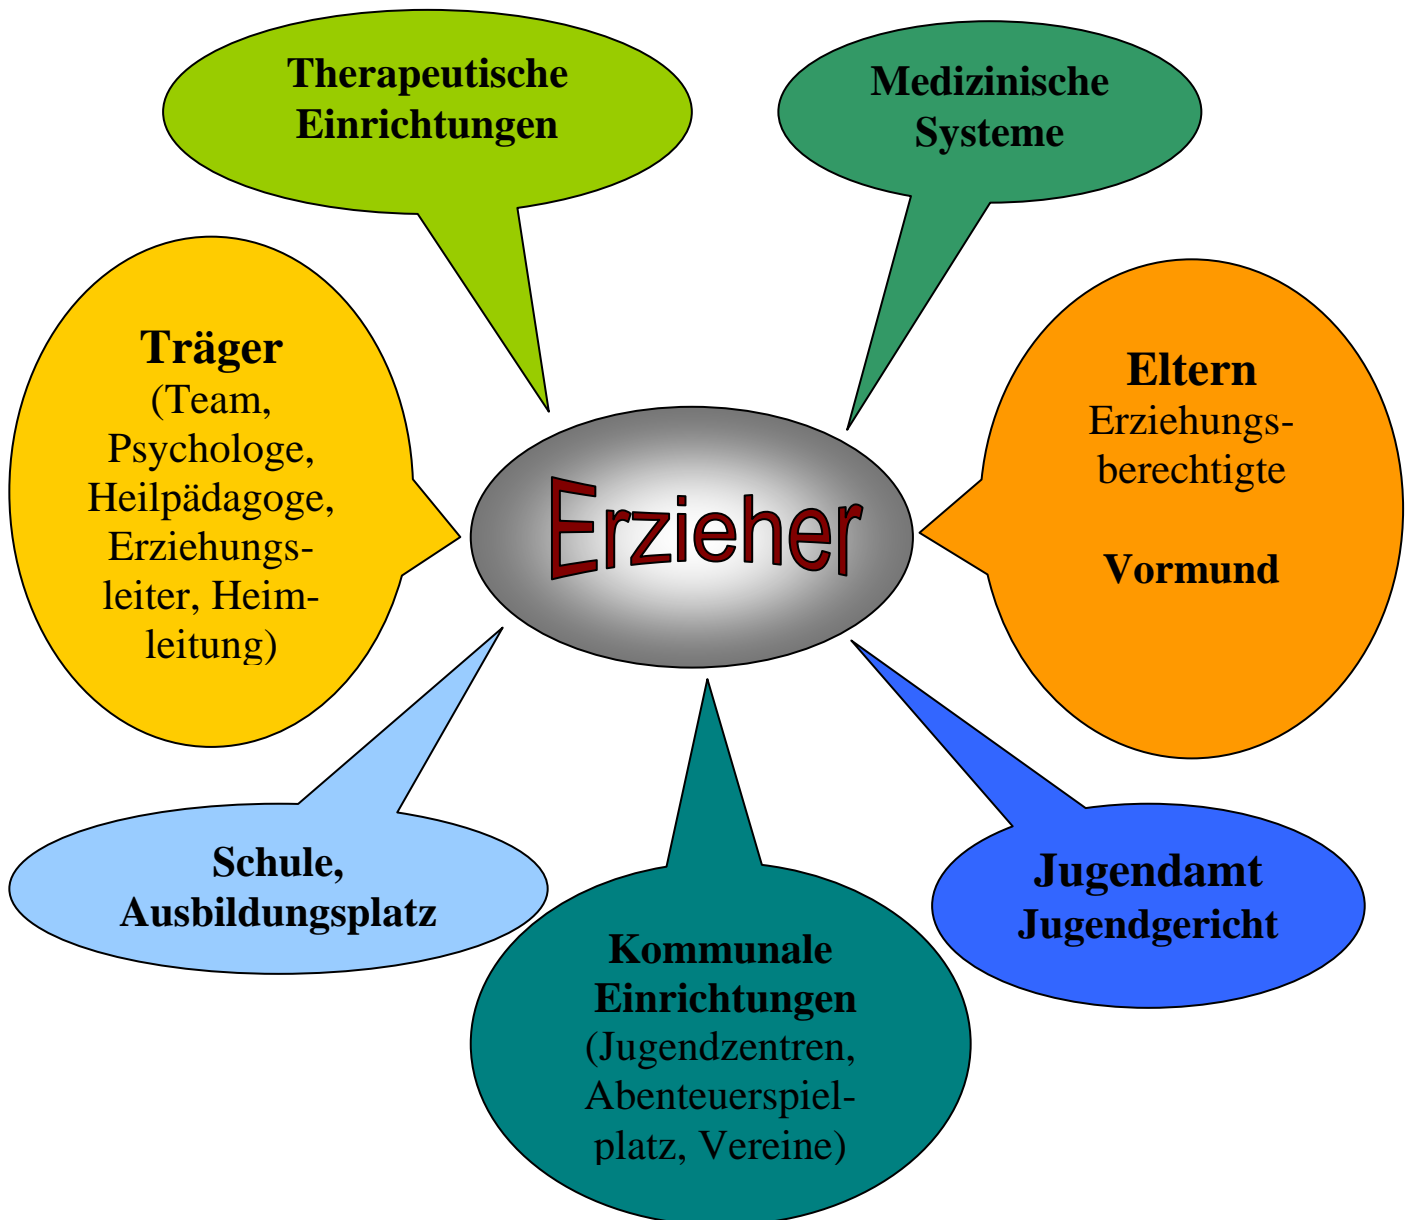 Therapeutische
Einrichtungen
Medizinische
Systeme
Träger
(Team,
Psychologe,
Heilpädagoge,
Erziehungs-
leiter, Heim-
leitung)
Eltern
Erziehungs-
berechtigte
Vormund
Erzieher
Schule,
Ausbildungsplatz
Kommunale
Einrichtungen
(Jugendzentren,
Abenteuerspiel-
platz, Vereine)
Jugendamt
Jugendgericht